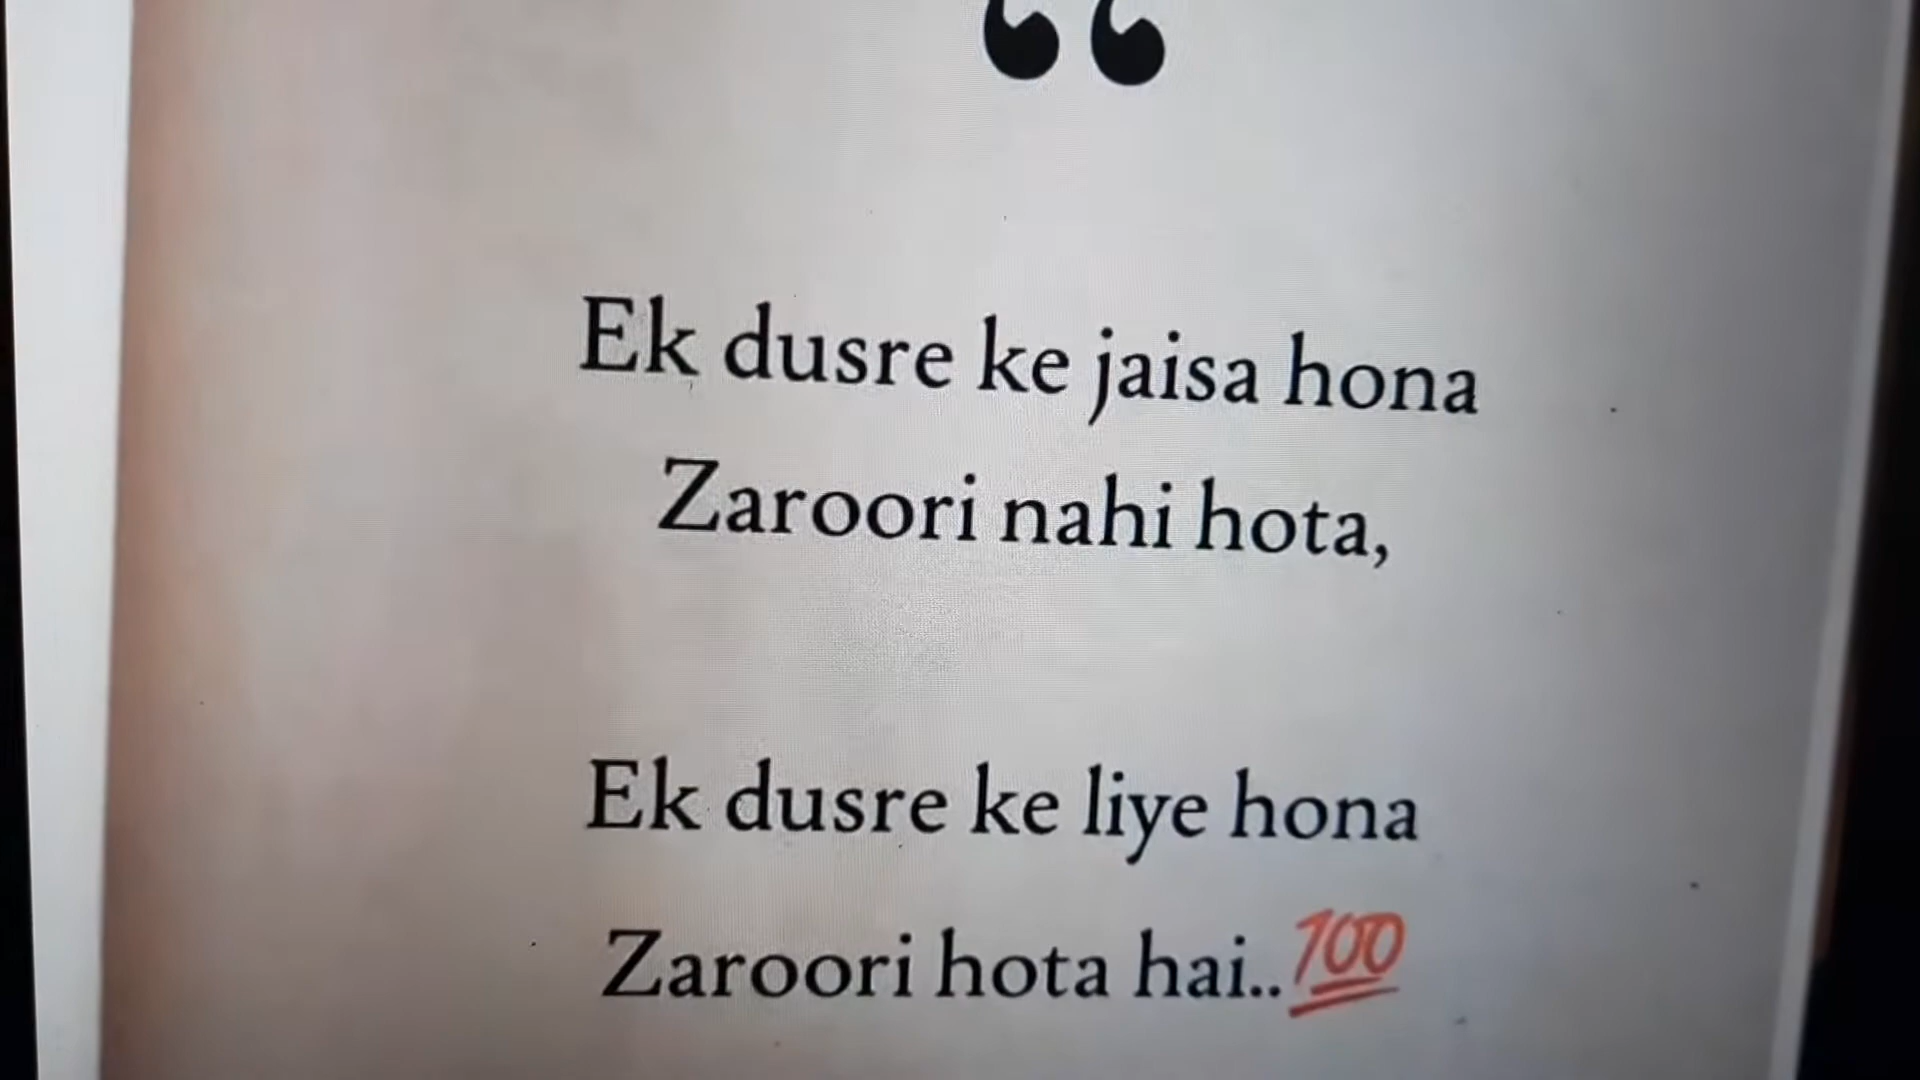 “
Ek dusre ke jaisa hona
Zaroori nahi hota,
Ek dusre ke liye hona
Zaroori hota hai..💯